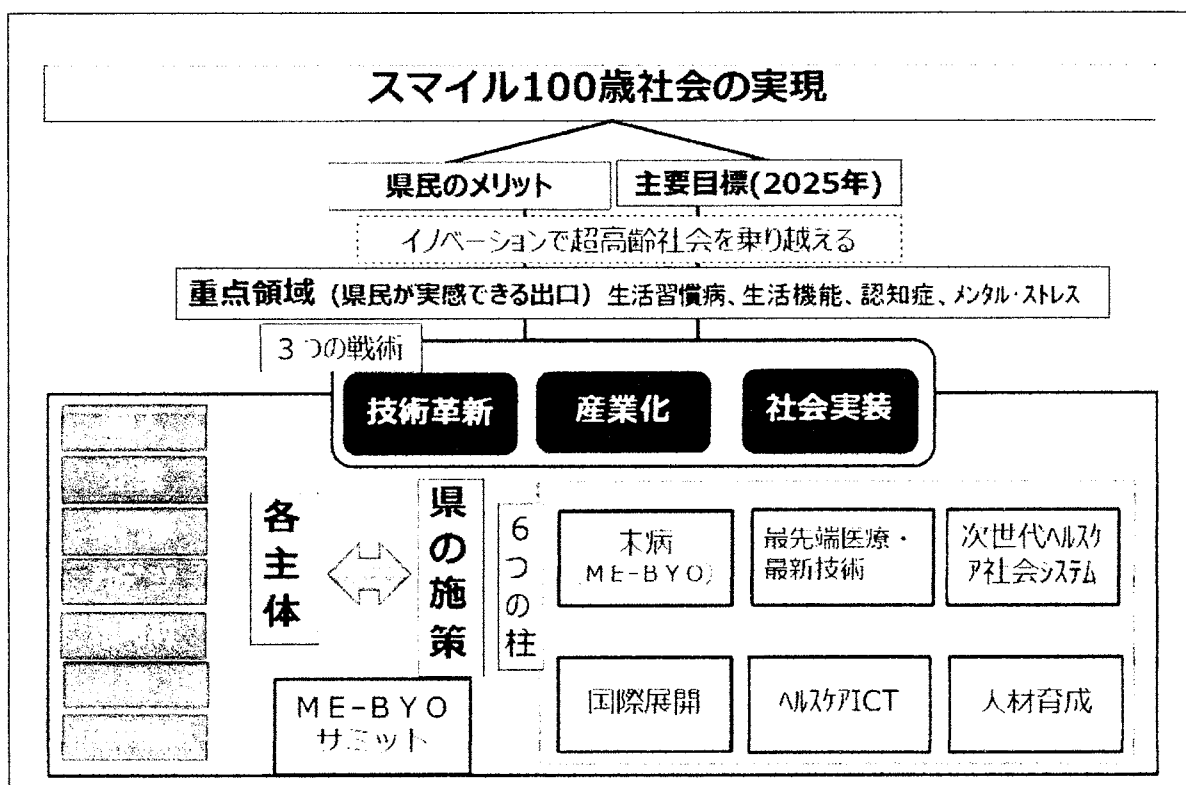 スマイル100歳社会の実現
県民のメリット
主要目標(2025年)
イノベーションで超高齢社会を乗り越える
重点領域（県民が実感できる出口）生活習慣病、生活機能、認知症、メンタル・ストレス
3つの戦術
技術革新
産業化
社会実装
各主体
県の施策
6つの柱
未病
(ME-BYO)
最先端医療・
最新技術
次世代ヘルスケ
ア社会システム
国際展開
ヘルスケアICT
人材育成
ME-BYO
サミット